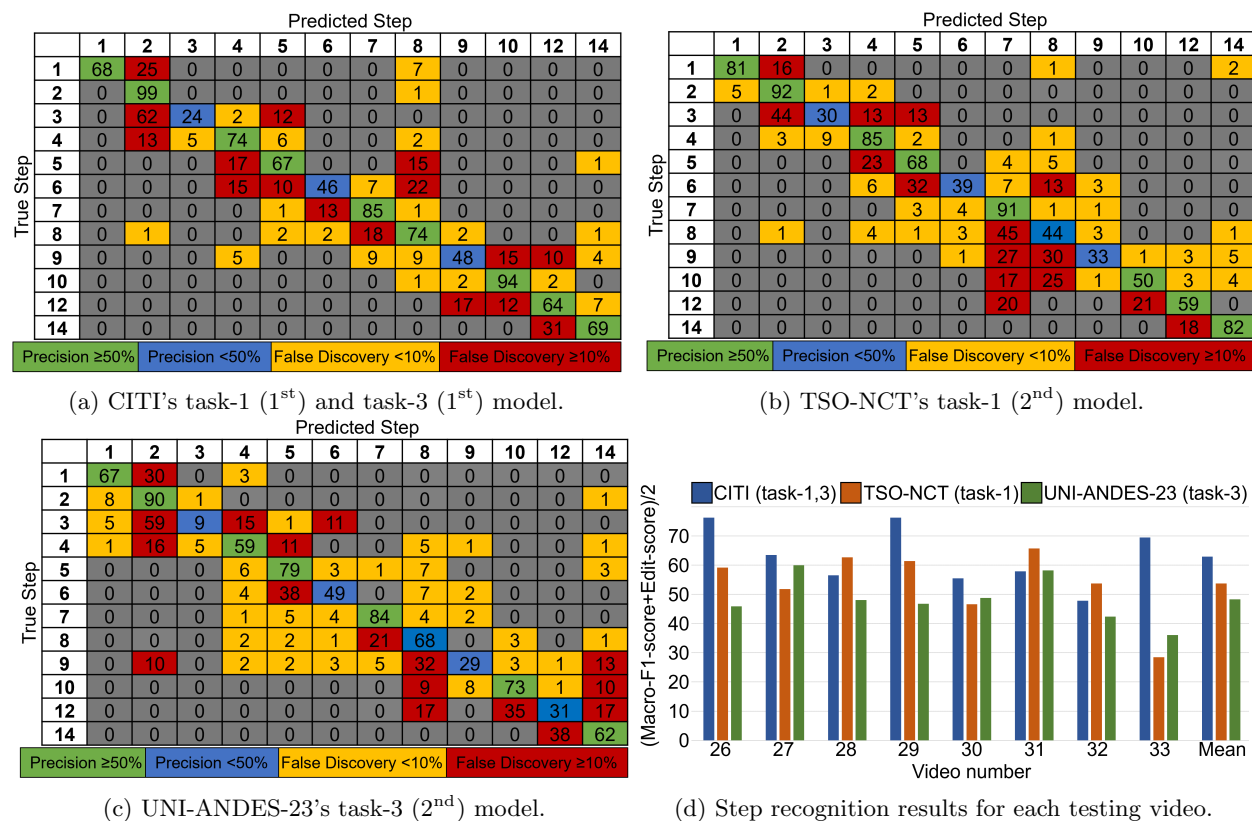 Predicted Step
1 2 3 4 5 6 7 8 9 10 12 14
True Step
1 68 25 0 0 0 0 0 7 0 0 0 0
2 0 99 0 0 0 0 0 1 0 0 0 0
3 0 62 24 2 12 0 0 0 0 0 0 0
4 0 13 5 74 6 0 0 2 0 0 0 0
5 0 0 0 17 67 0 0 15 0 0 0 1
6 0 0 0 15 10 46 7 22 0 0 0 0
7 0 0 0 0 1 13 85 1 0 0 0 0
8 0 1 0 0 2 2 18 74 2 0 0 1
9 0 0 0 5 0 0 9 9 48 15 10 4
10 0 0 0 0 0 0 0 1 2 94 2 0
12 0 0 0 0 0 0 0 0 17 12 64 7
14 0 0 0 0 0 0 0 0 0 0 31 69
Precision ≥50% Precision <50% False Discovery <10% False Discovery ≥10%
(a) CITI's task-1 (1st) and task-3 (1st) model.
Predicted Step
1 2 3 4 5 6 7 8 9 10 12 14
True Step
1 81 16 0 0 0 0 0 1 0 0 0 2
2 5 92 1 2 0 0 0 0 0 0 0 0
3 0 44 30 13 13 0 0 0 0 0 0 0
4 0 3 9 85 2 0 0 1 0 0 0 0
5 0 0 0 23 68 0 4 5 0 0 0 0
6 0 0 0 6 32 39 7 13 3 0 0 0
7 0 0 0 0 3 4 91 1 1 0 0 0
8 0 1 0 4 1 3 45 44 3 0 0 1
9 0 0 0 0 0 1 27 30 33 1 3 5
10 0 0 0 0 0 0 17 25 1 50 3 4
12 0 0 0 0 0 0 20 0 0 21 59 0
14 0 0 0 0 0 0 0 0 0 0 18 82
Precision ≥50% Precision <50% False Discovery <10% False Discovery ≥10%
(b) TSO-NCT's task-1 (2nd) model.
Predicted Step
1 2 3 4 5 6 7 8 9 10 12 14
True Step
1 67 30 0 3 0 0 0 0 0 0 0 0
2 8 90 1 0 0 0 0 0 0 0 0 1
3 5 59 9 15 1 11 0 0 0 0 0 0
4 1 16 5 59 11 0 0 5 1 0 0 1
5 0 0 0 6 79 3 1 7 0 0 0 3
6 0 0 0 4 38 49 0 7 2 0 0 0
7 0 0 0 1 5 4 84 4 2 0 0 0
8 0 0 0 2 2 1 21 68 0 3 0 1
9 0 10 0 2 2 3 5 32 29 3 1 13
10 0 0 0 0 0 0 0 9 8 73 1 10
12 0 0 0 0 0 0 0 17 0 35 31 17
14 0 0 0 0 0 0 0 0 0 0 38 62
Precision ≥50% Precision <50% False Discovery <10% False Discovery ≥10%
(c) UNI-ANDES-23's task-3 (2nd) model.
CITI (task-1,3) TSO-NCT (task-1) UNI-ANDES-23 (task-3)
(Macro-F1-score+Edit-score)/2
70
60
50
40
30
20
10
0
26 27 28 29 30 31 32 33 Mean
Video number
(d) Step recognition results for each testing video.